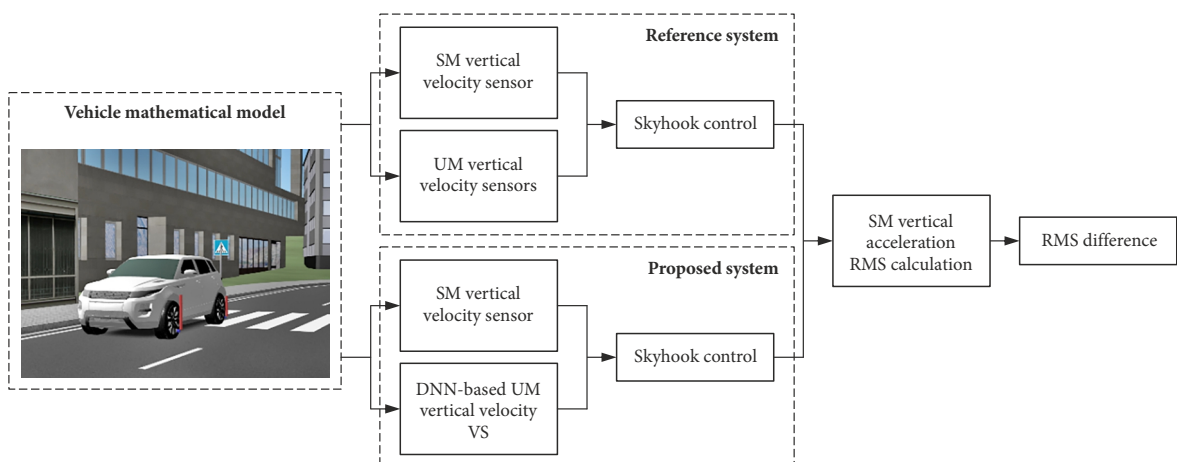 Vehicle mathematical model
Reference system
SM vertical
velocity sensor
UM vertical
velocity sensors
Skyhook control
Proposed system
SM vertical
velocity sensor
DNN-based UM
vertical velocity
VS
Skyhook control
SM vertical
acceleration
RMS calculation
RMS difference